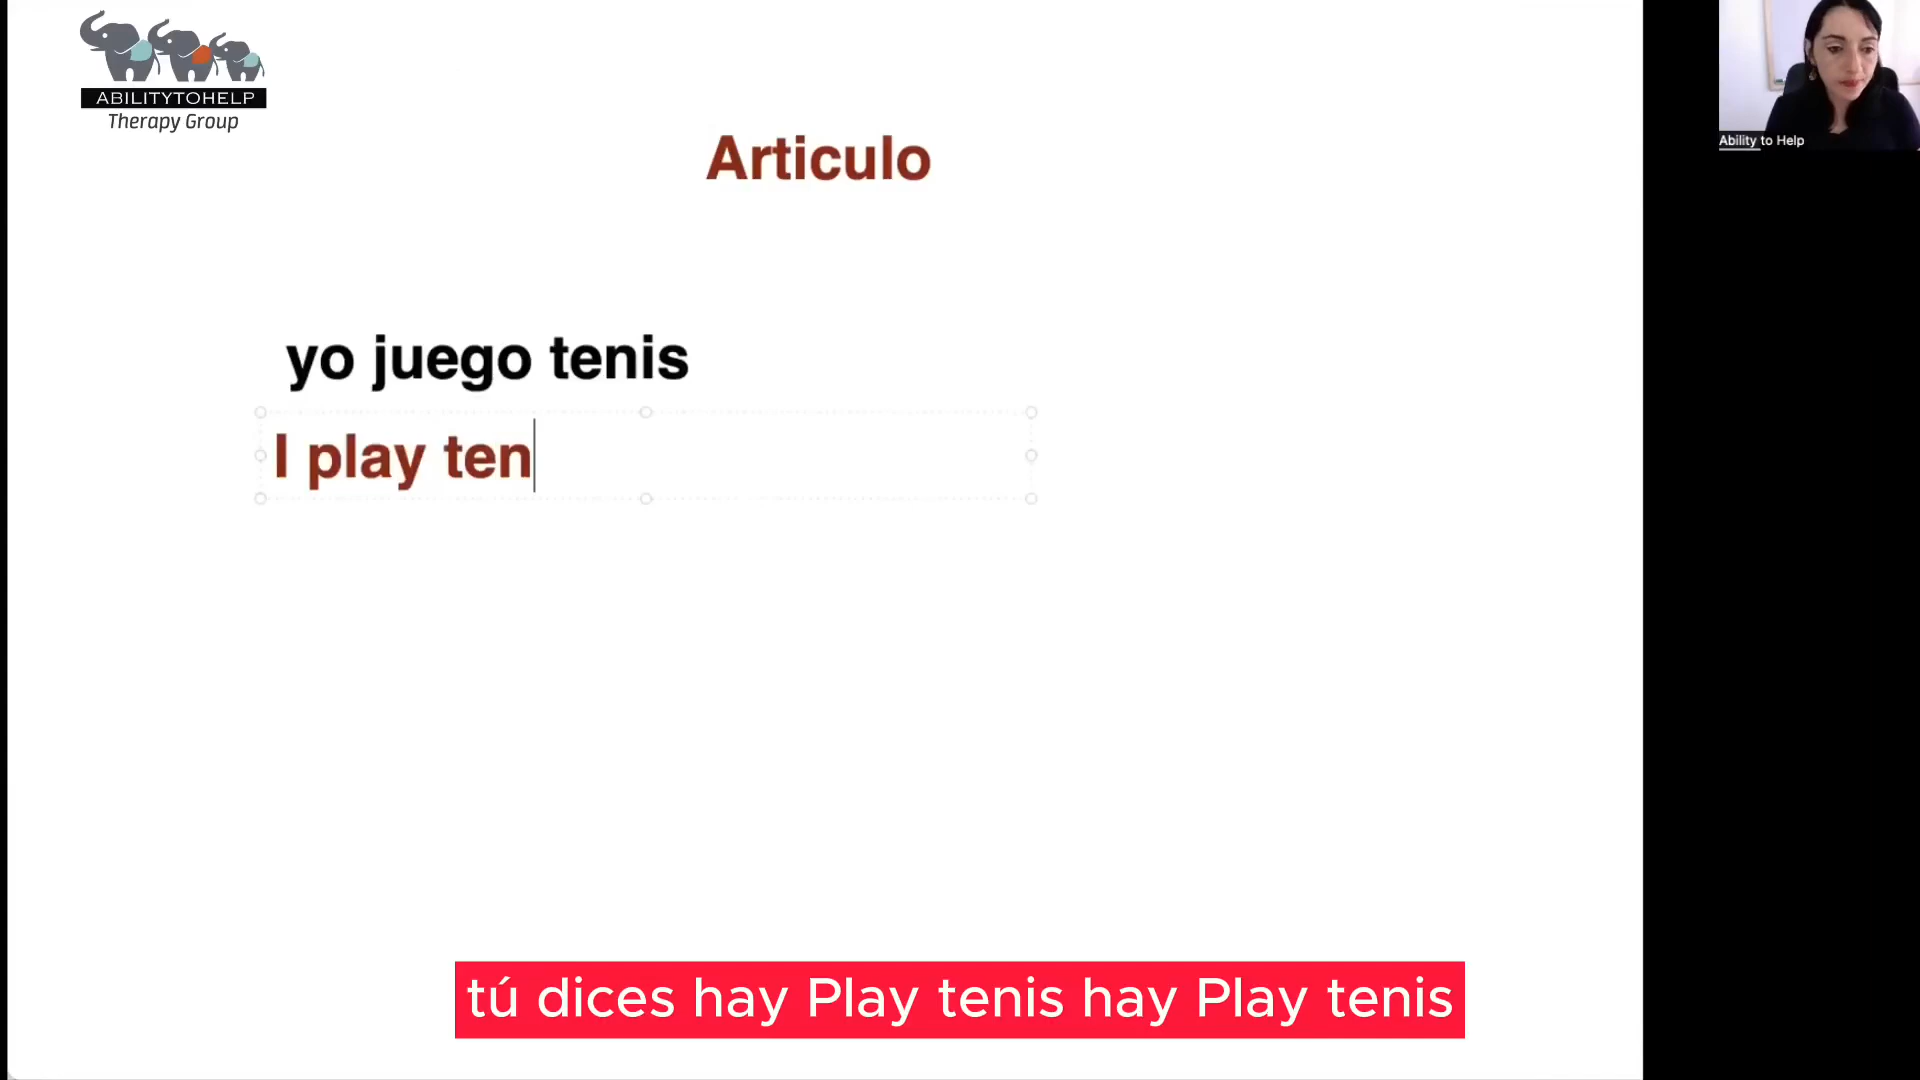 ABILITYTOHELP
Therapy Group
Ability to Help
Articulo
yo juego tenis
I play ten
tú dices hay Play tenis hay Play tenis